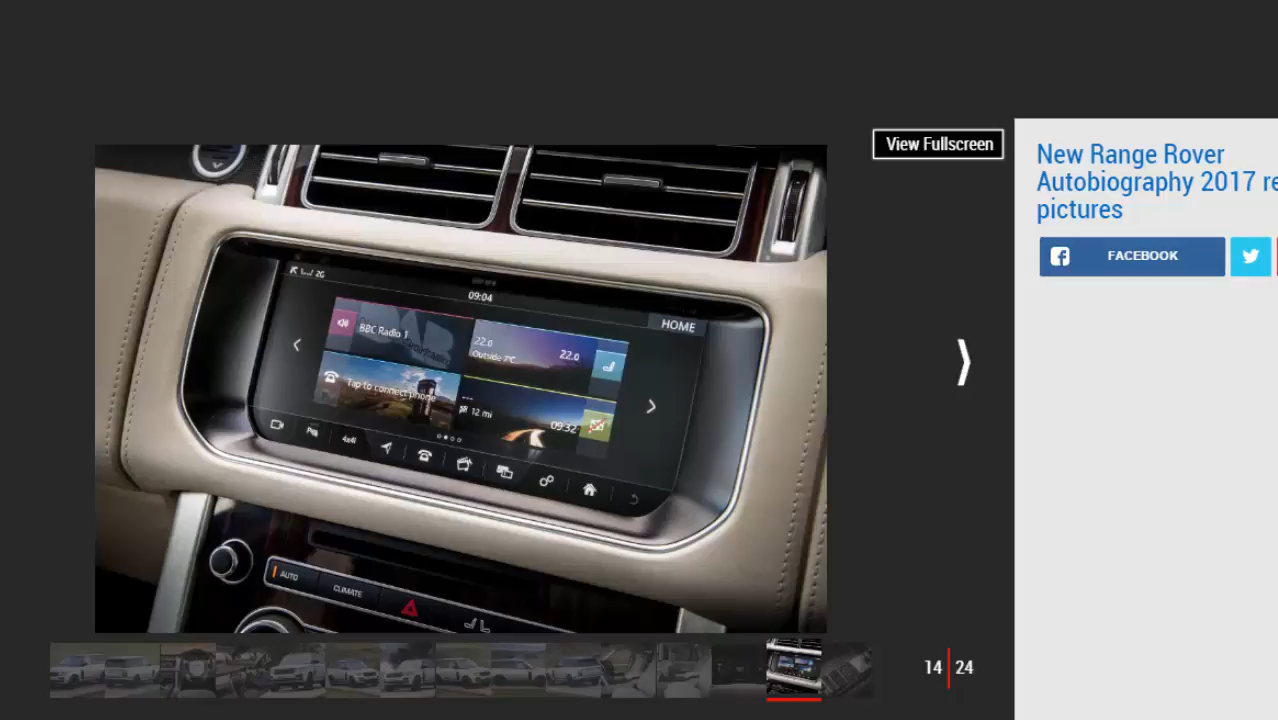 View Fullscreen
New Range Rover
Autobiography 2017 re
pictures
FACEBOOK
2G
09:04
HOME
BBC Radio 1
22.0
22.0
Outside 7°C
Tap to connect phone
12 mi
09:32
4x4i
AUTO
CLIMATE
14 24